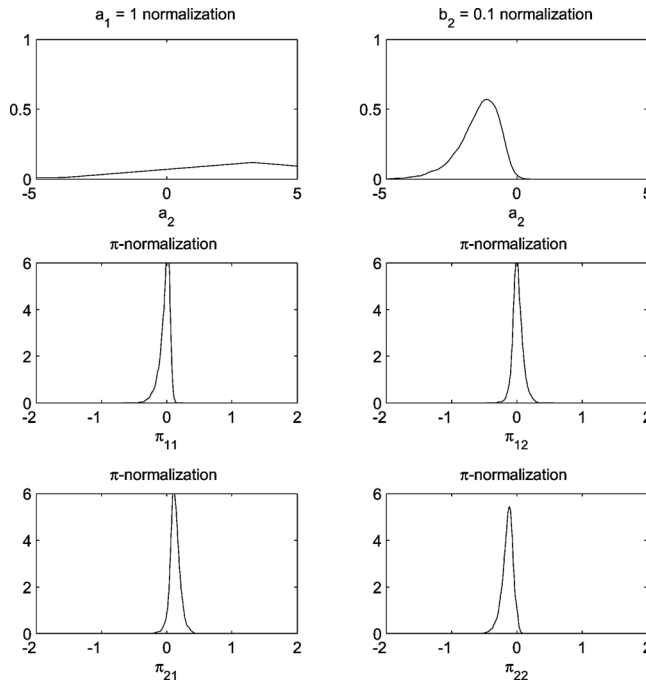 a₁ = 1 normalization
1
0.5
0
-5 0 5
a₂
b₂ = 0.1 normalization
1
0.5
0
-5 0 5
a₂
π-normalization
6
4
2
0
-2 -1 0 1 2
π₁₁
π-normalization
6
4
2
0
-2 -1 0 1 2
π₁₂
π-normalization
6
4
2
0
-2 -1 0 1 2
π₂₁
π-normalization
6
4
2
0
-2 -1 0 1 2
π₂₂